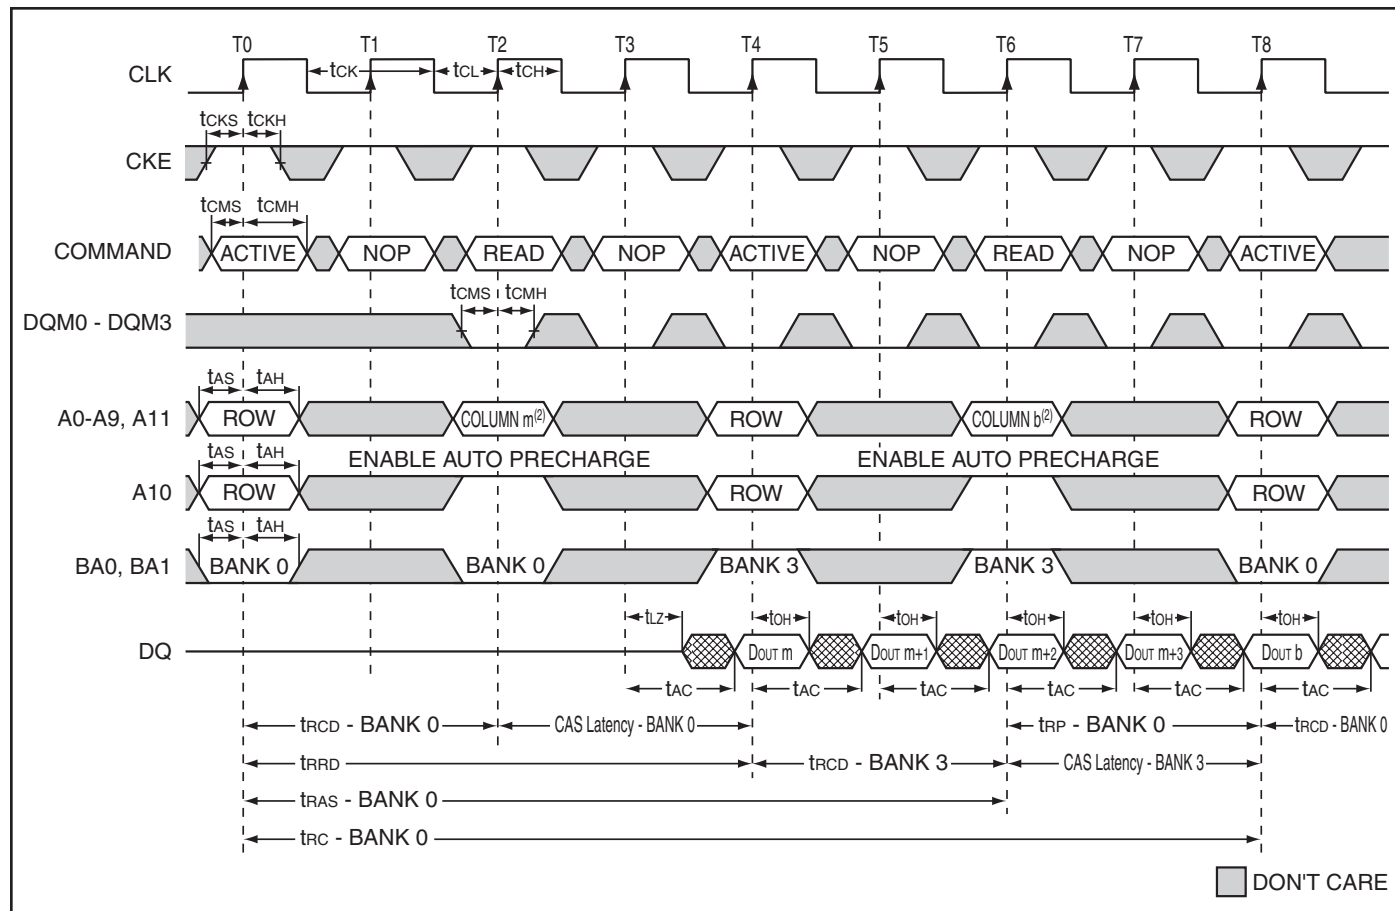 T0 T1 T2 T3 T4 T5 T6 T7 T8
CLK tCK tCL tCH
tCKS tCKH
CKE
tCMS tCMH
COMMAND ACTIVE NOP READ NOP ACTIVE NOP READ NOP ACTIVE
tCMS tCMH
DQM0 - DQM3
tAS tAH
A0-A9, A11 ROW COLUMN m(2) ROW COLUMN b(2) ROW
tAS tAH ENABLE AUTO PRECHARGE ENABLE AUTO PRECHARGE
A10 ROW ROW ROW
tAS tAH
BA0, BA1 BANK 0 BANK 0 BANK 3 BANK 3 BANK 0
tLZ tOH tOH tOH tOH tOH
DQ DOUT m DOUT m+1 DOUT m+2 DOUT m+3 DOUT b
tAC tAC tAC tAC tAC tAC
tRCD - BANK 0 CAS Latency - BANK 0 tRP - BANK 0 tRCD - BANK 0
tRRD tRCD - BANK 3 CAS Latency - BANK 3
tRAS - BANK 0
tRC - BANK 0
DON'T CARE